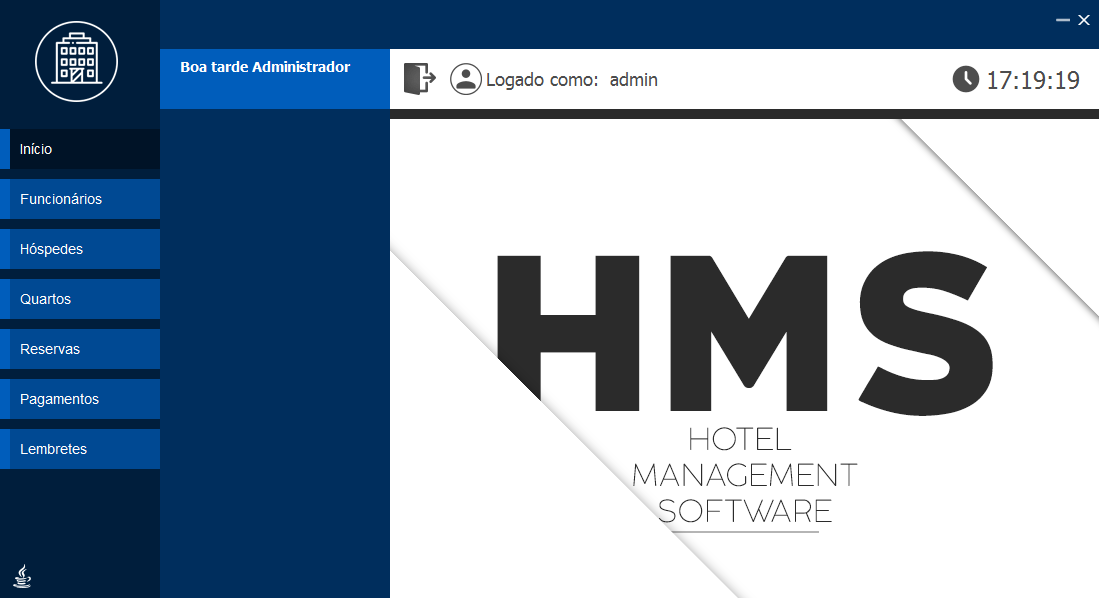 Boa tarde Administrador
Logado como: admin
17:19:19
Início
Funcionários
Hóspedes
Quartos
Reservas
Pagamentos
Lembretes
HMS
HOTEL
MANAGEMENT
SOFTWARE